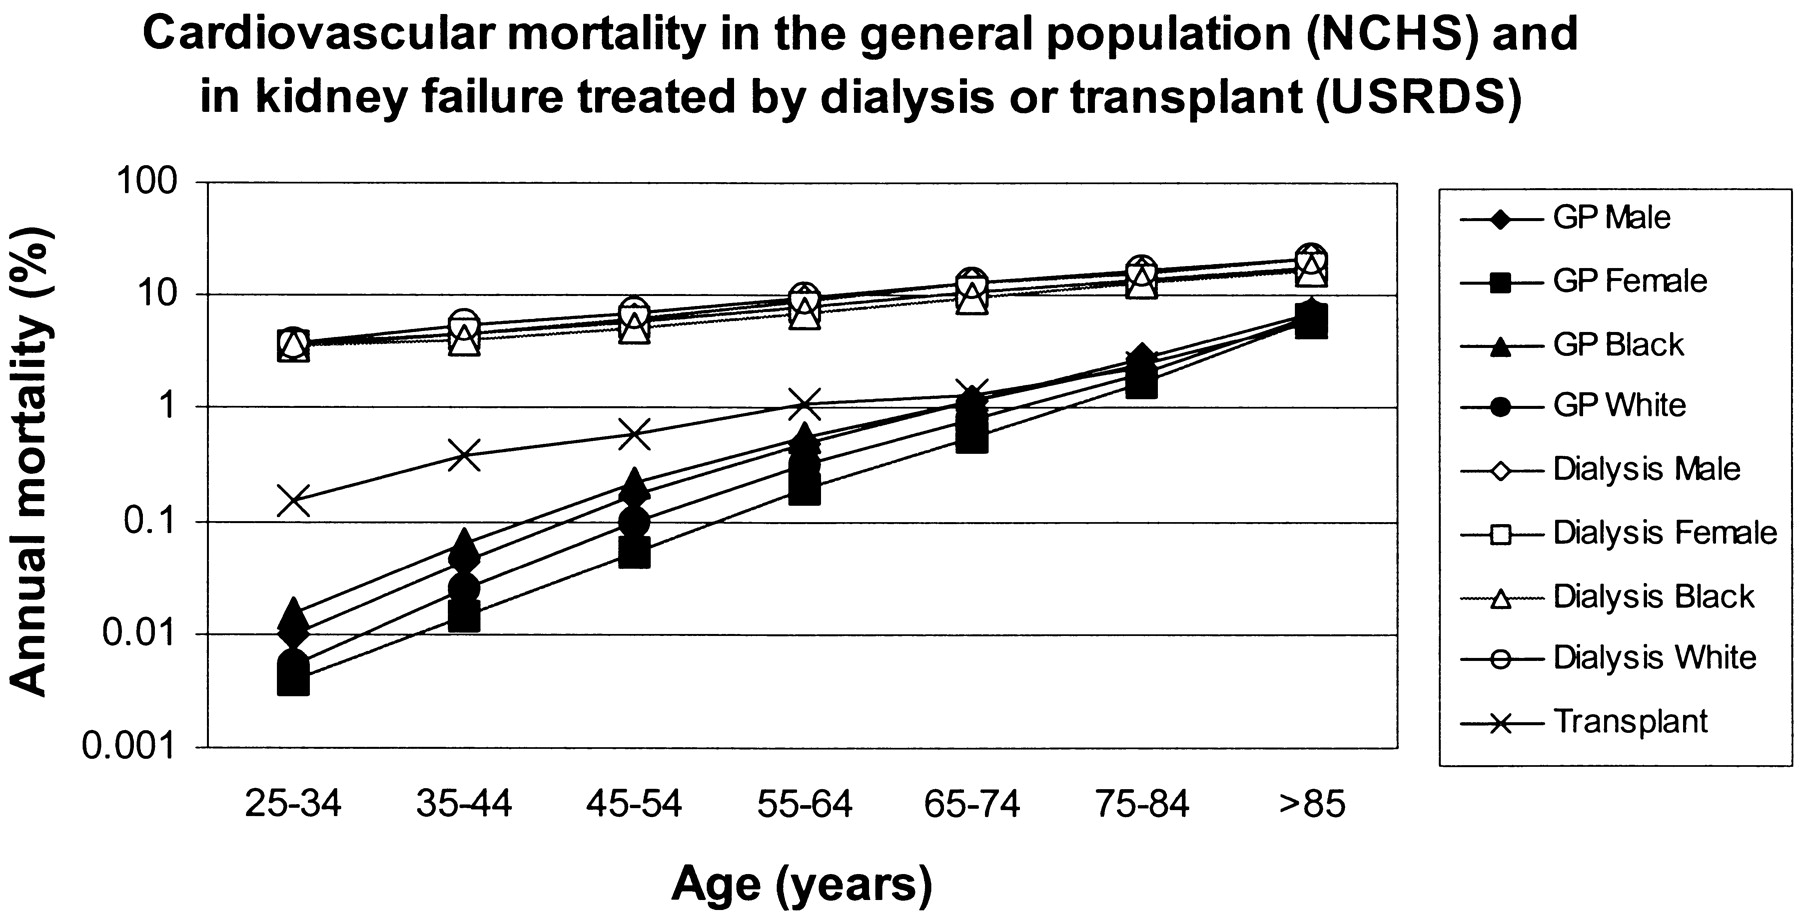 Cardiovascular mortality in the general population (NCHS) and
in kidney failure treated by dialysis or transplant (USRDS)
Annual mortality (%)
100
10
1
0.1
0.01
0.001
25-34 35-44 45-54 55-64 65-74 75-84 >85
Age (years)
GP Male
GP Female
GP Black
GP White
Dialysis Male
Dialysis Female
Dialysis Black
Dialysis White
Transplant